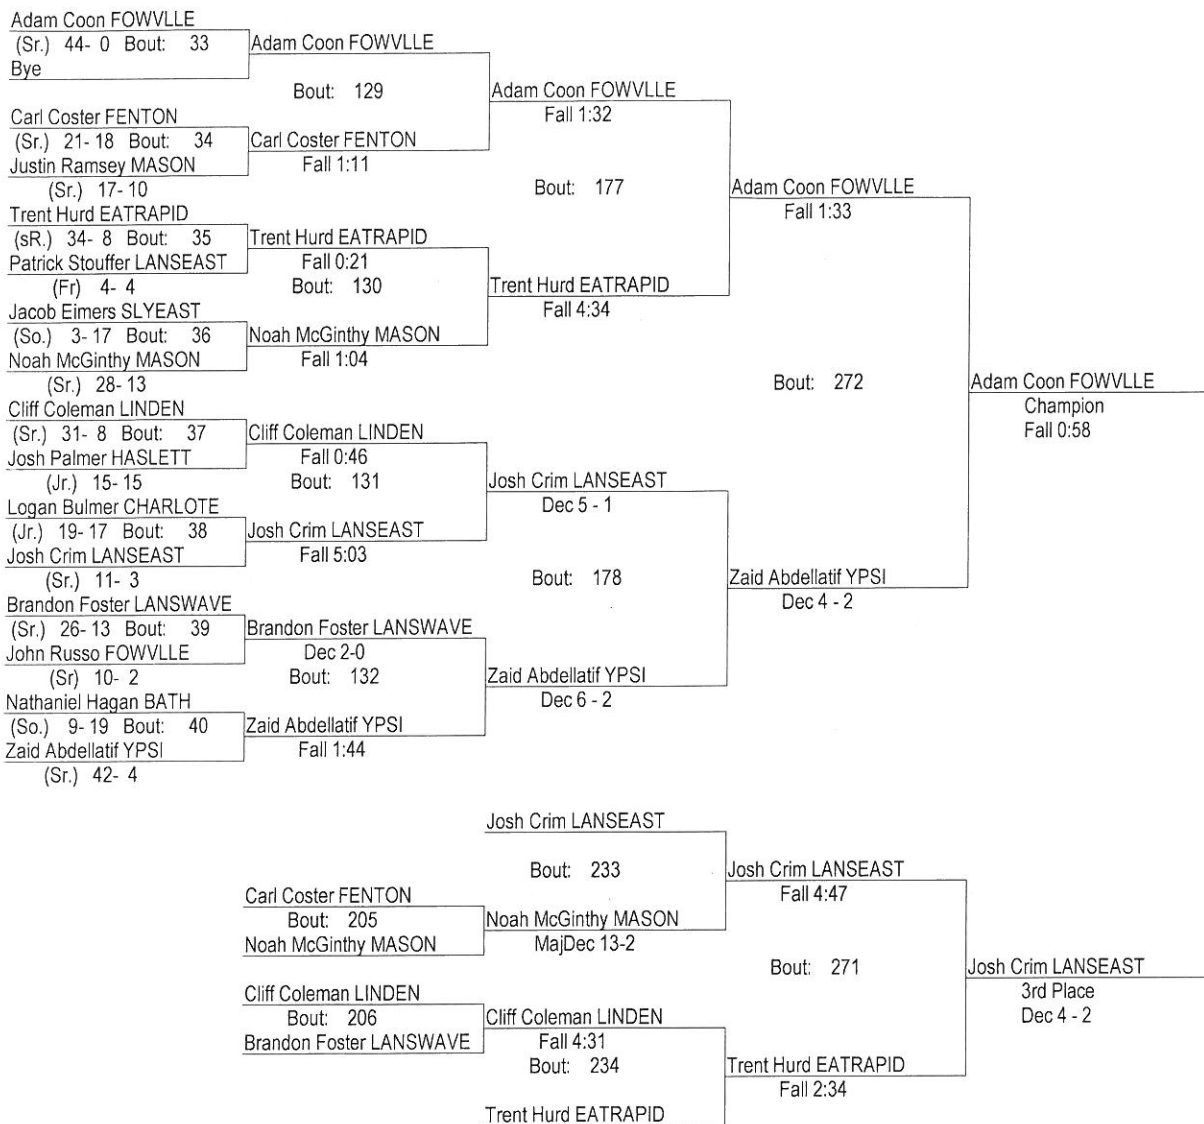 Adam Coon FOWVLLE
(Sr.) 44- 0 Bout: 33
Bye
Adam Coon FOWVLLE
Bout: 129
Carl Coster FENTON
(Sr.) 21- 18 Bout: 34
Justin Ramsey MASON
(Sr.) 17- 10
Carl Coster FENTON
Fall 1:11
Adam Coon FOWVLLE
Fall 1:32
Bout: 177
Trent Hurd EATRAPID
(sR.) 34- 8 Bout: 35
Patrick Stouffer LANSEAST
(Fr) 4- 4
Trent Hurd EATRAPID
Fall 0:21
Bout: 130
Jacob Eimers SLYEAST
(So.) 3- 17 Bout: 36
Noah McGinthy MASON
(Sr.) 28- 13
Noah McGinthy MASON
Fall 1:04
Trent Hurd EATRAPID
Fall 4:34
Adam Coon FOWVLLE
Fall 1:33
Bout: 272
Cliff Coleman LINDEN
(Sr.) 31- 8 Bout: 37
Josh Palmer HASLETT
(Jr.) 15- 15
Cliff Coleman LINDEN
Fall 0:46
Bout: 131
Logan Bulmer CHARLOTE
(Jr.) 19- 17 Bout: 38
Josh Crim LANSEAST
(Sr.) 11- 3
Josh Crim LANSEAST
Fall 5:03
Josh Crim LANSEAST
Dec 5 - 1
Bout: 178
Brandon Foster LANSWAVE
(Sr.) 26- 13 Bout: 39
John Russo FOWVLLE
(Sr) 10- 2
Brandon Foster LANSWAVE
Dec 2-0
Bout: 132
Nathaniel Hagan BATH
(So.) 9- 19 Bout: 40
Zaid Abdellatif YPSI
(Sr.) 42- 4
Zaid Abdellatif YPSI
Fall 1:44
Zaid Abdellatif YPSI
Dec 6 - 2
Zaid Abdellatif YPSI
Dec 4 - 2
Adam Coon FOWVLLE
Champion
Fall 0:58
Josh Crim LANSEAST
Bout: 233
Carl Coster FENTON
Bout: 205
Noah McGinthy MASON
Noah McGinthy MASON
MajDec 13-2
Josh Crim LANSEAST
Fall 4:47
Bout: 271
Cliff Coleman LINDEN
Bout: 206
Brandon Foster LANSWAVE
Cliff Coleman LINDEN
Fall 4:31
Bout: 234
Trent Hurd EATRAPID
Trent Hurd EATRAPID
Fall 2:34
Josh Crim LANSEAST
3rd Place
Dec 4 - 2